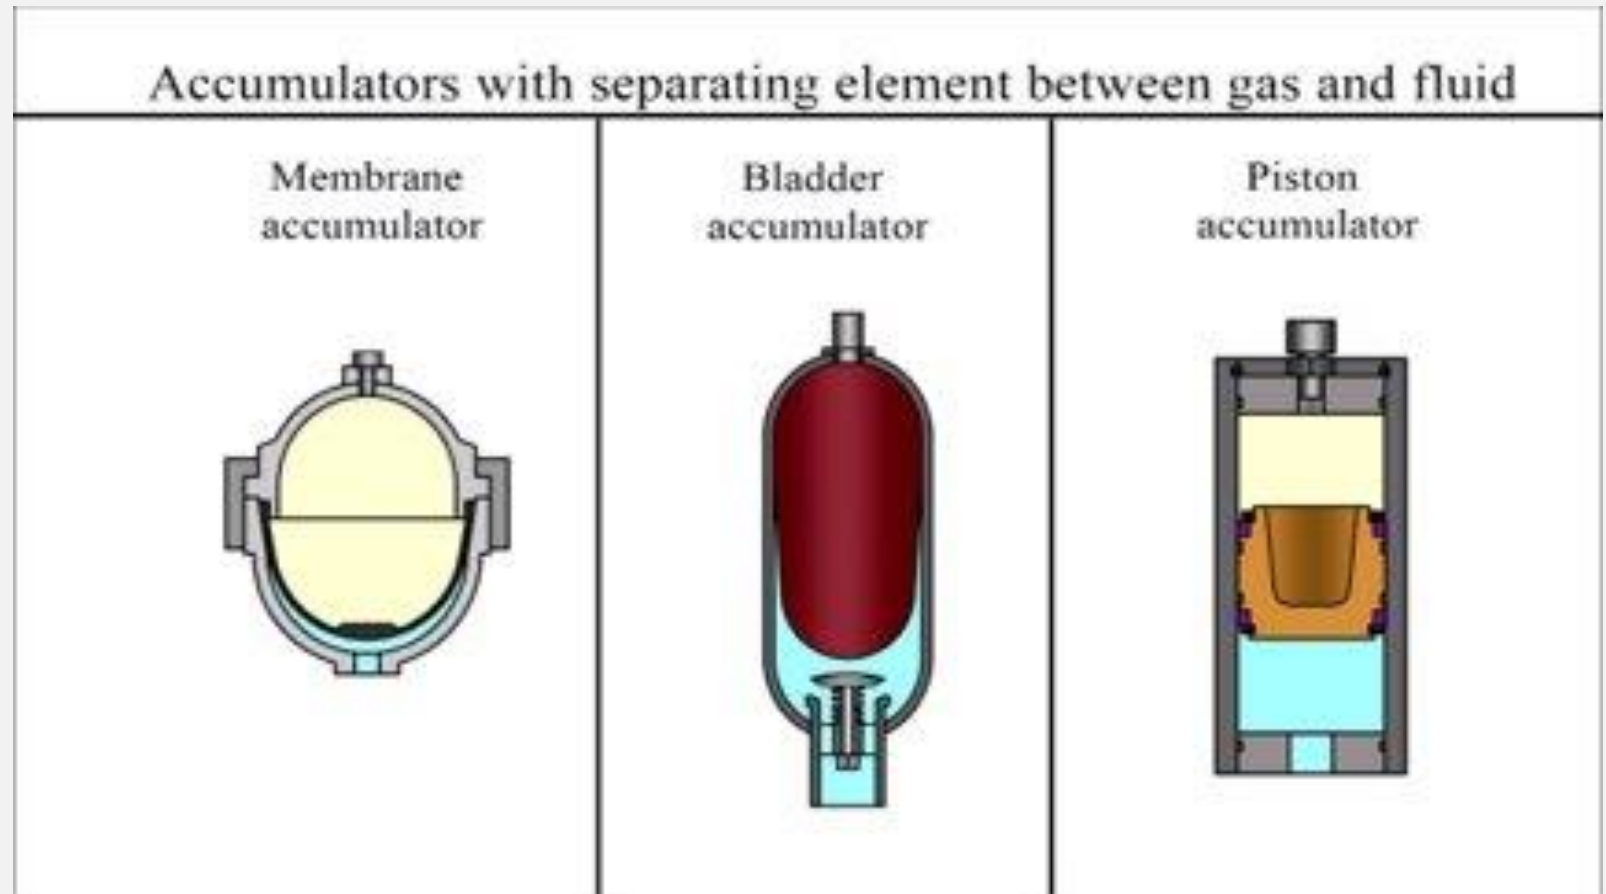 Accumulators with separating element between gas and fluid
Membrane
accumulator
Bladder
accumulator
Piston
accumulator